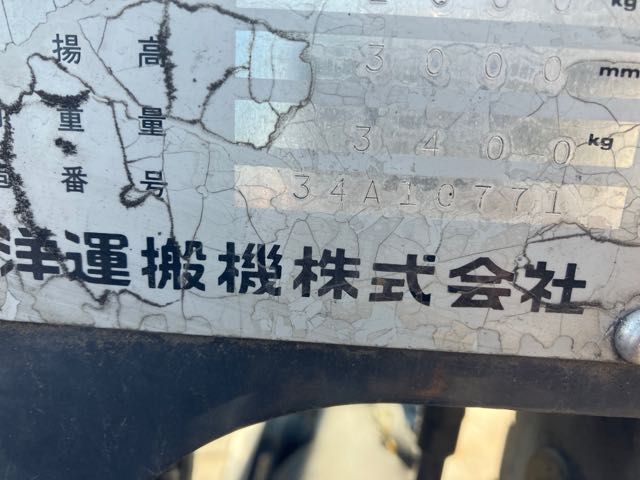 kg
揚高 3000 mm
重量 3400 kg
番号 34A10771
洋運搬機株式会社